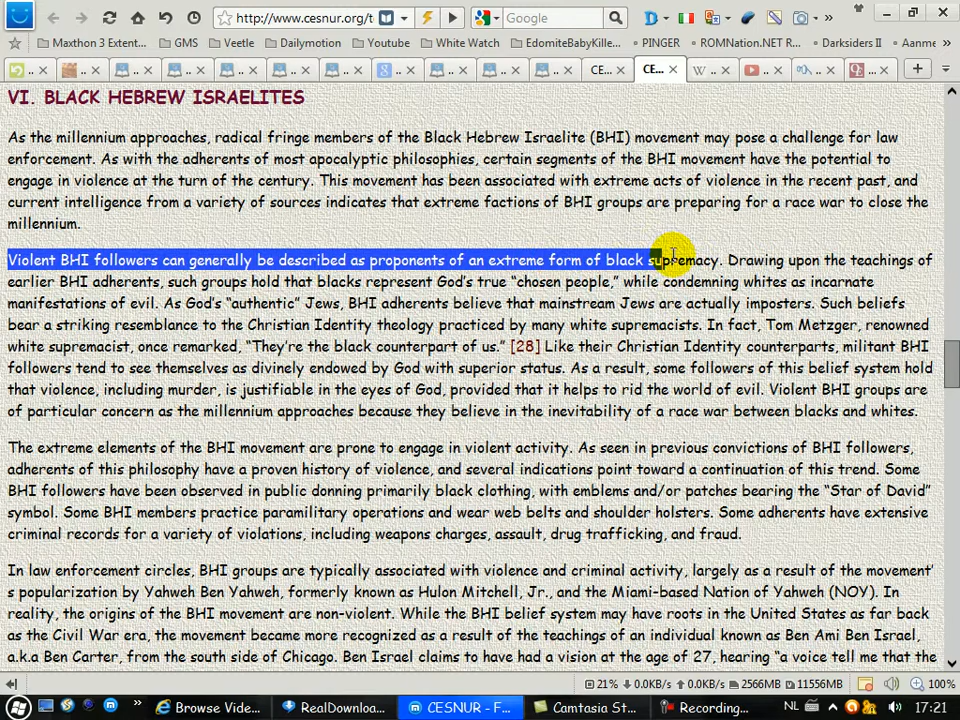 http://www.cesnur.org/t
Google
Maxthon 3 Extent...
GMS
Veetle
Dailymotion
Youtube
White Watch
EdomiteBabyKille...
PINGER
ROMNation.NET R...
Darksiders II
Aanme
CE...
CE...
VI. BLACK HEBREW ISRAELITES
As the millennium approaches, radical fringe members of the Black Hebrew Israelite (BHI) movement may pose a challenge for law
enforcement. As with the adherents of most apocalyptic philosophies, certain segments of the BHI movement have the potential to
engage in violence at the turn of the century. This movement has been associated with extreme acts of violence in the recent past, and
current intelligence from a variety of sources indicates that extreme factions of BHI groups are preparing for a race war to close the
millennium.
Violent BHI followers can generally be described as proponents of an extreme form of black supremacy. Drawing upon the teachings of
earlier BHI adherents, such groups hold that blacks represent God's true “chosen people,” while condemning whites as incarnate
manifestations of evil. As God's “authentic” Jews, BHI adherents believe that mainstream Jews are actually imposters. Such beliefs
bear a striking resemblance to the Christian Identity theology practiced by many white supremacists. In fact, Tom Metzger, renowned
white supremacist, once remarked, “They're the black counterpart of us.” [28] Like their Christian Identity counterparts, militant BHI
followers tend to see themselves as divinely endowed by God with superior status. As a result, some followers of this belief system hold
that violence, including murder, is justifiable in the eyes of God, provided that it helps to rid the world of evil. Violent BHI groups are
of particular concern as the millennium approaches because they believe in the inevitability of a race war between blacks and whites.
The extreme elements of the BHI movement are prone to engage in violent activity. As seen in previous convictions of BHI followers,
adherents of this philosophy have a proven history of violence, and several indications point toward a continuation of this trend. Some
BHI followers have been observed in public donning primarily black clothing, with emblems and/or patches bearing the “Star of David”
symbol. Some BHI members practice paramilitary operations and wear web belts and shoulder holsters. Some adherents have extensive
criminal records for a variety of violations, including weapons charges, assault, drug trafficking, and fraud.
In law enforcement circles, BHI groups are typically associated with violence and criminal activity, largely as a result of the movement'
s popularization by Yahweh Ben Yahweh, formerly known as Hulon Mitchell, Jr., and the Miami-based Nation of Yahweh (NOY). In
reality, the origins of the BHI movement are non-violent. While the BHI belief system may have roots in the United States as far back
as the Civil War era, the movement became more recognized as a result of the teachings of an individual known as Ben Ami Ben Israel,
a.k.a Ben Carter, from the south side of Chicago. Ben Israel claims to have had a vision at the age of 27, hearing “a voice tell me that the
21% 0.0KB/s 0.0KB/s 2566MB 11556MB 100%
Browse Vide...
RealDownloa...
CESNUR - F...
Camtasia St...
Recording...
NL
17:21